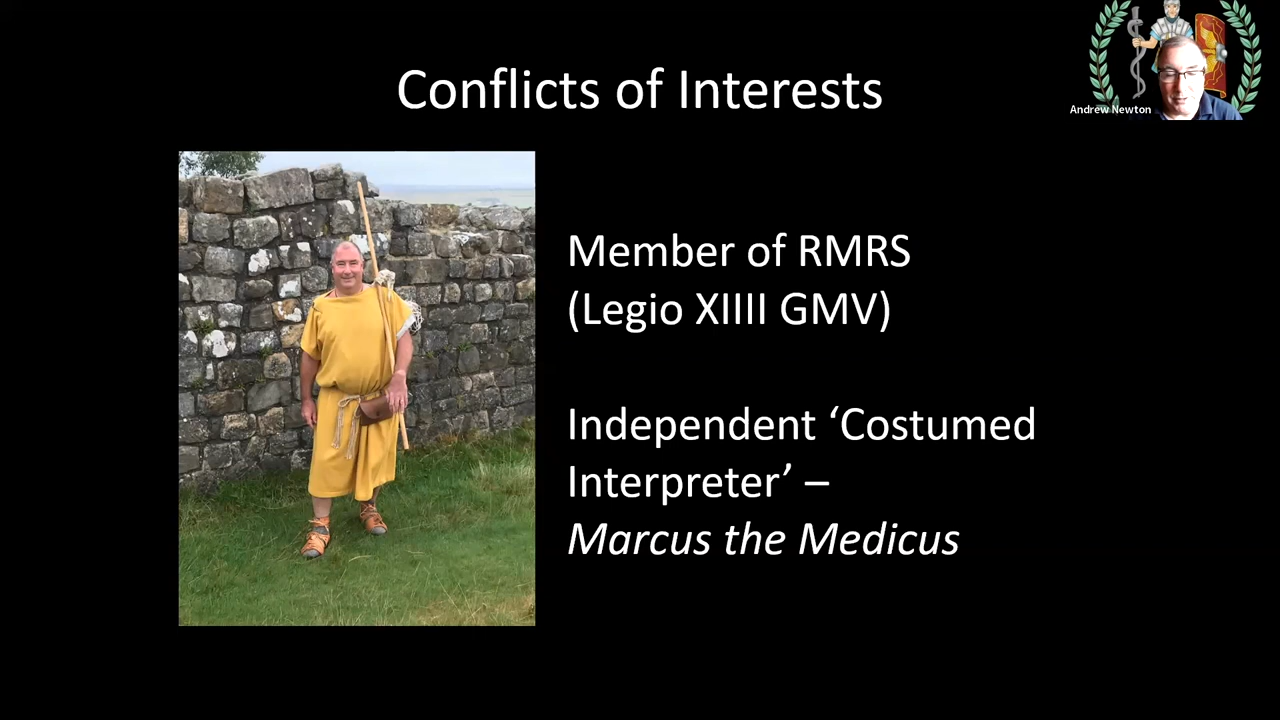 Conflicts of Interests
Andrew Newton
Member of RMRS
(Legio XIIII GMV)
Independent ‘Costumed
Interpreter’ –
Marcus the Medicus